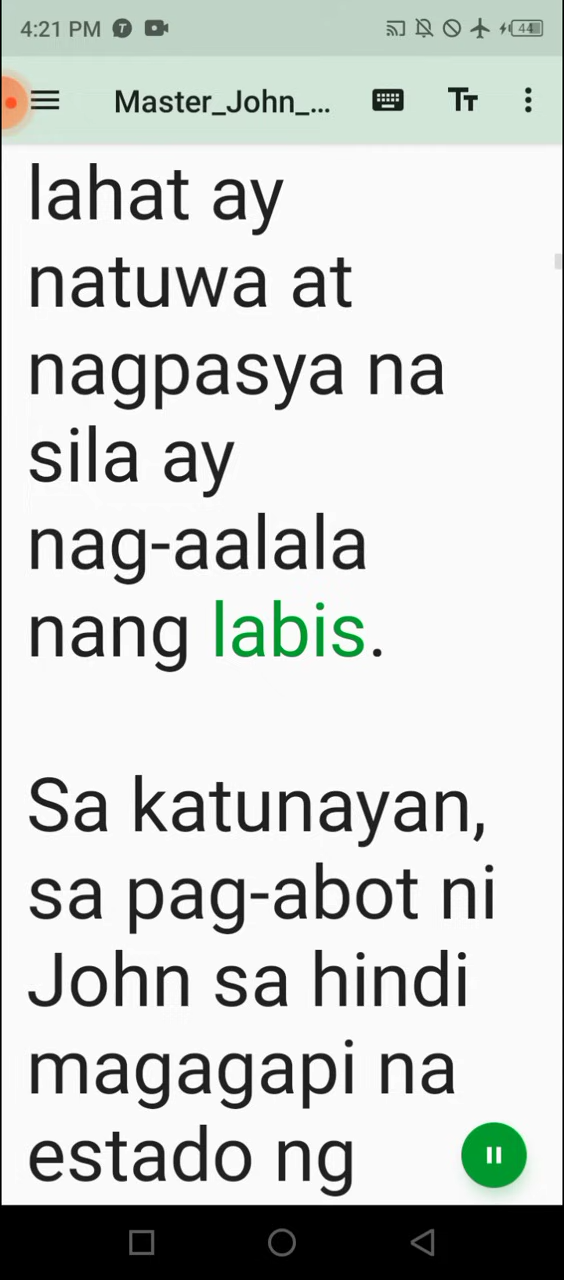 4:21 PM
44
Master_John_...
lahat ay
natuwa at
nagpasya na
sila ay
nag-aalala
nang labis.
Sa katunayan,
sa pag-abot ni
John sa hindi
magagapi na
estado ng